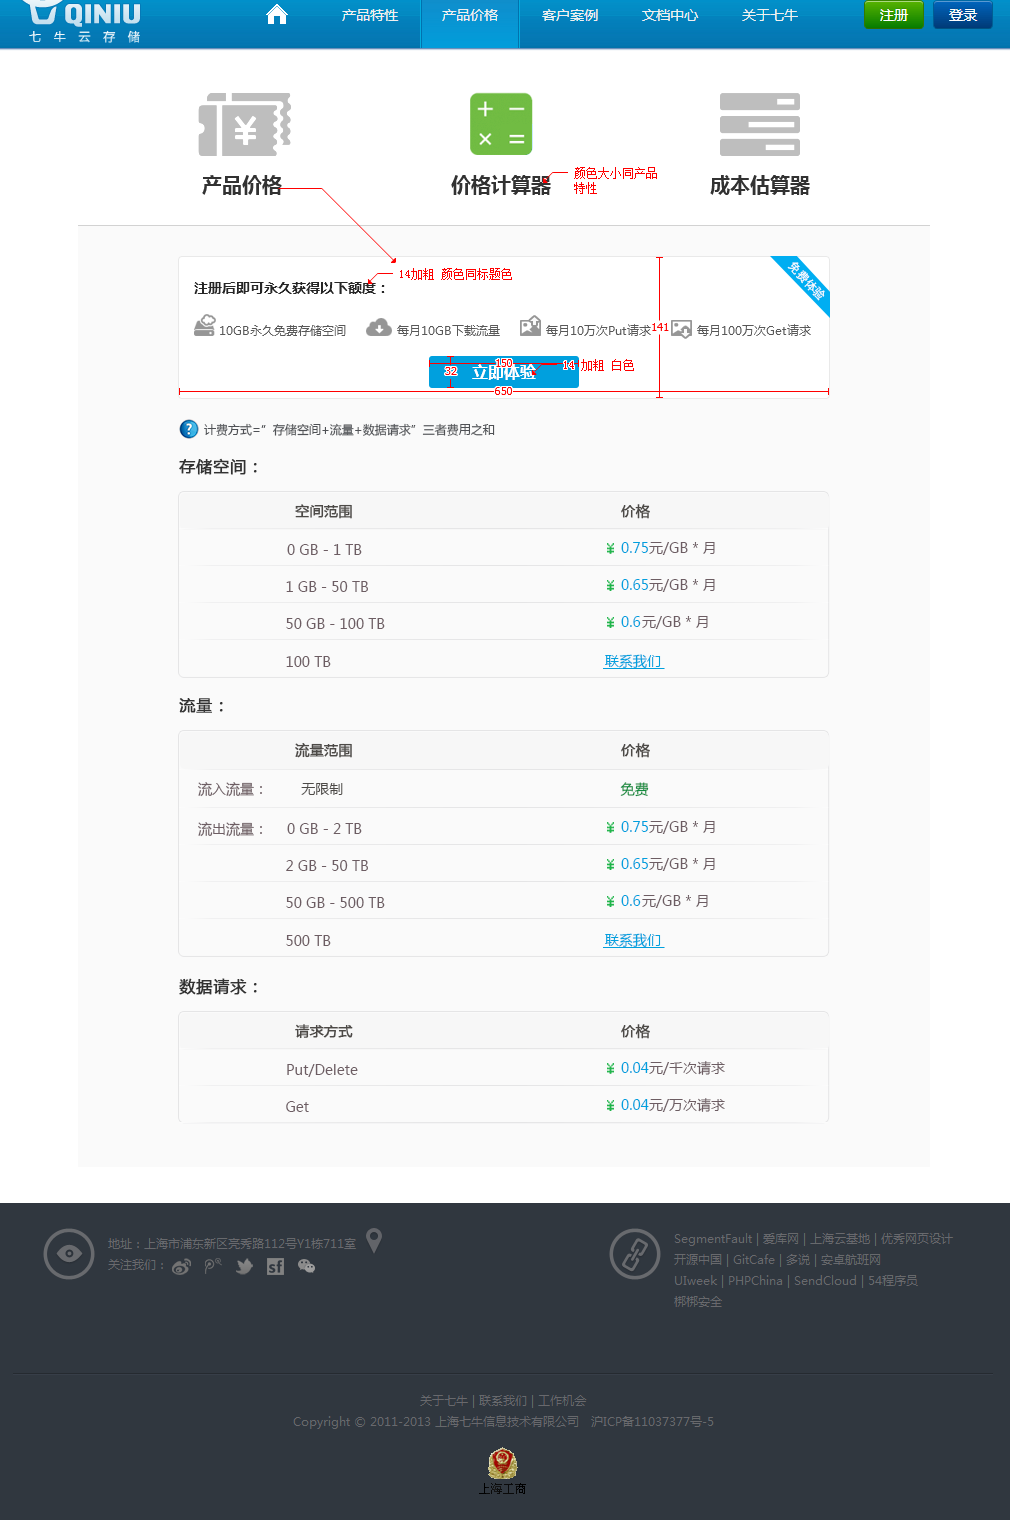 QINIU
七牛云存储
产品特性 产品价格 客户案例 文档中心 关于七牛 注册 登录
产品价格 价格计算器 成本估算器
颜色大小同产品
特性
14加粗 颜色同标题色
注册后即可永久获得以下额度：
免费体验
10GB永久免费存储空间 每月10GB下载流量 每月10万次Put请求 141 每月100万次Get请求
32 150 立即体验 14加粗 白色
650
? 计费方式=”存储空间+流量+数据请求”三者费用之和
存储空间：
空间范围 价格
0 GB - 1 TB ¥ 0.75元/GB * 月
1 GB - 50 TB ¥ 0.65元/GB * 月
50 GB - 100 TB ¥ 0.6元/GB * 月
100 TB 联系我们
流量：
流量范围 价格
流入流量： 无限制 免费
流出流量： 0 GB - 2 TB ¥ 0.75元/GB * 月
2 GB - 50 TB ¥ 0.65元/GB * 月
50 GB - 500 TB ¥ 0.6元/GB * 月
500 TB 联系我们
数据请求：
请求方式 价格
Put/Delete ¥ 0.04元/千次请求
Get ¥ 0.04元/万次请求
地址：上海市浦东新区亮秀路112号Y1栋711室
关注我们：
SegmentFault | 爱库网 | 上海云基地 | 优秀网页设计
开源中国 | GitCafe | 多说 | 安卓航班网
UIweek | PHPChina | SendCloud | 54程序员
梆梆安全
关于七牛 | 联系我们 | 工作机会
Copyright © 2011-2013 上海七牛信息技术有限公司 沪ICP备11037377号-5
上海工商